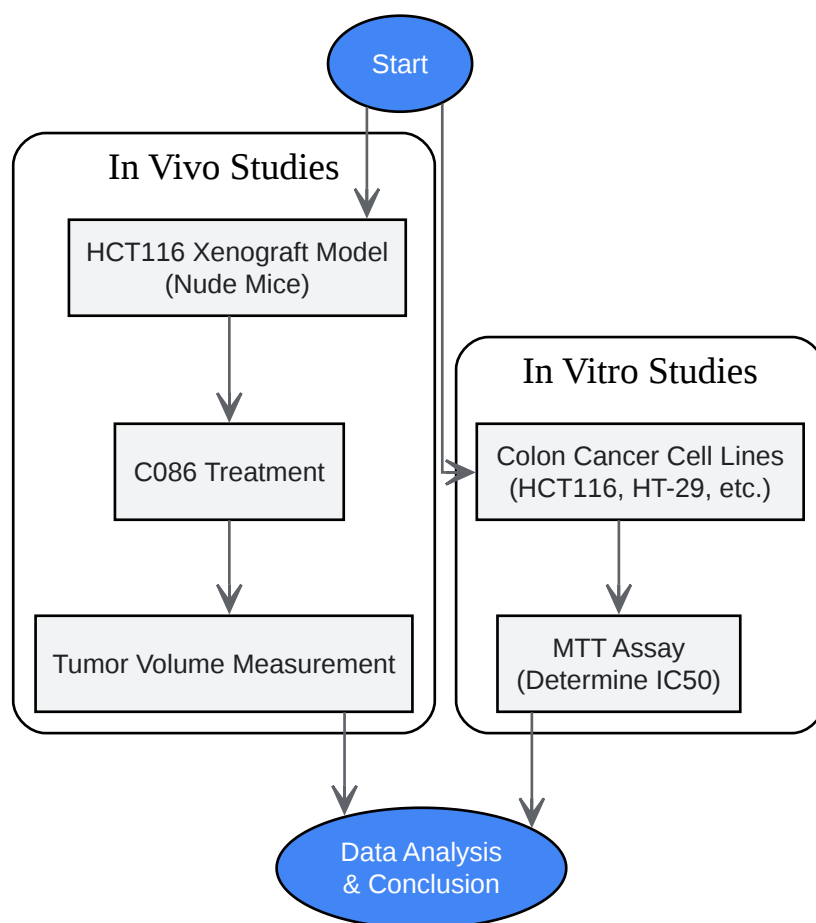 Start
In Vivo Studies
HCT116 Xenograft Model
(Nude Mice)
C086 Treatment
Tumor Volume Measurement
In Vitro Studies
Colon Cancer Cell Lines
(HCT116, HT-29, etc.)
MTT Assay
(Determine IC50)
Data Analysis
& Conclusion